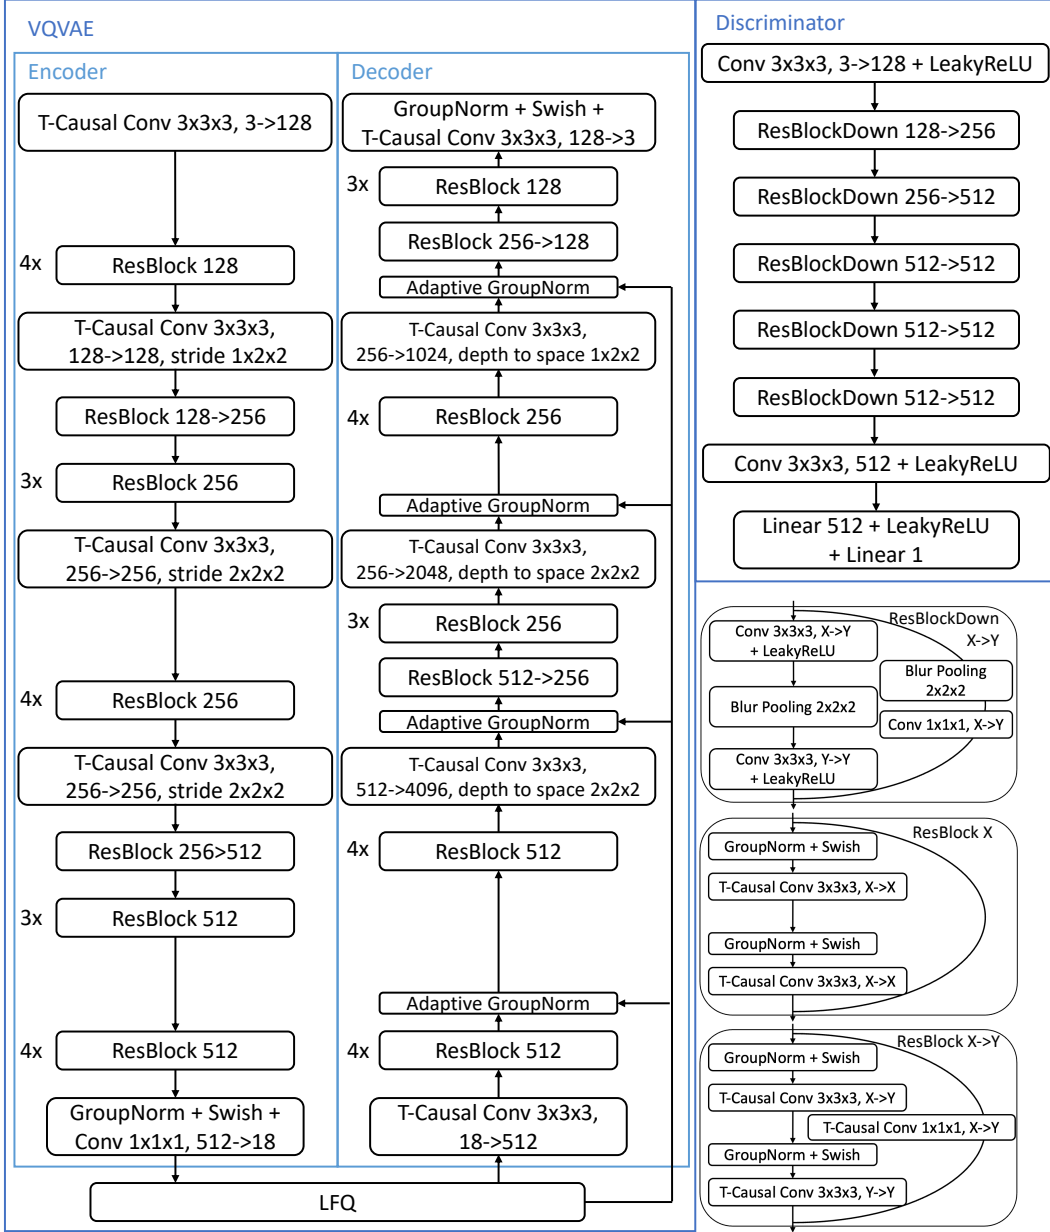 VQVAE
Encoder
T-Causal Conv 3x3x3, 3->128
4x
ResBlock 128
T-Causal Conv 3x3x3,
128->128, stride 1x2x2
ResBlock 128->256
3x
ResBlock 256
T-Causal Conv 3x3x3,
256->256, stride 2x2x2
4x
ResBlock 256
T-Causal Conv 3x3x3,
256->256, stride 2x2x2
ResBlock 256>512
3x
ResBlock 512
4x
ResBlock 512
GroupNorm + Swish +
Conv 1x1x1, 512->18
Decoder
GroupNorm + Swish +
T-Causal Conv 3x3x3, 128->3
3x
ResBlock 128
ResBlock 256->128
Adaptive GroupNorm
T-Causal Conv 3x3x3,
256->1024, depth to space 1x2x2
4x
ResBlock 256
Adaptive GroupNorm
T-Causal Conv 3x3x3,
256->2048, depth to space 2x2x2
3x
ResBlock 256
ResBlock 512->256
Adaptive GroupNorm
T-Causal Conv 3x3x3,
512->4096, depth to space 2x2x2
4x
ResBlock 512
Adaptive GroupNorm
4x
ResBlock 512
T-Causal Conv 3x3x3,
18->512
LFQ
Discriminator
Conv 3x3x3, 3->128 + LeakyReLU
ResBlockDown 128->256
ResBlockDown 256->512
ResBlockDown 512->512
ResBlockDown 512->512
ResBlockDown 512->512
Conv 3x3x3, 512 + LeakyReLU
Linear 512 + LeakyReLU
+ Linear 1
ResBlockDown
X->Y
Conv 3x3x3, X->Y
+ LeakyReLU
Blur Pooling
2x2x2
Blur Pooling 2x2x2
Conv 1x1x1, X->Y
Conv 3x3x3, Y->Y
+ LeakyReLU
ResBlock X
GroupNorm + Swish
T-Causal Conv 3x3x3, X->X
GroupNorm + Swish
T-Causal Conv 3x3x3, X->X
ResBlock X->Y
GroupNorm + Swish
T-Causal Conv 3x3x3, X->Y
T-Causal Conv 1x1x1, X->Y
GroupNorm + Swish
T-Causal Conv 3x3x3, Y->Y